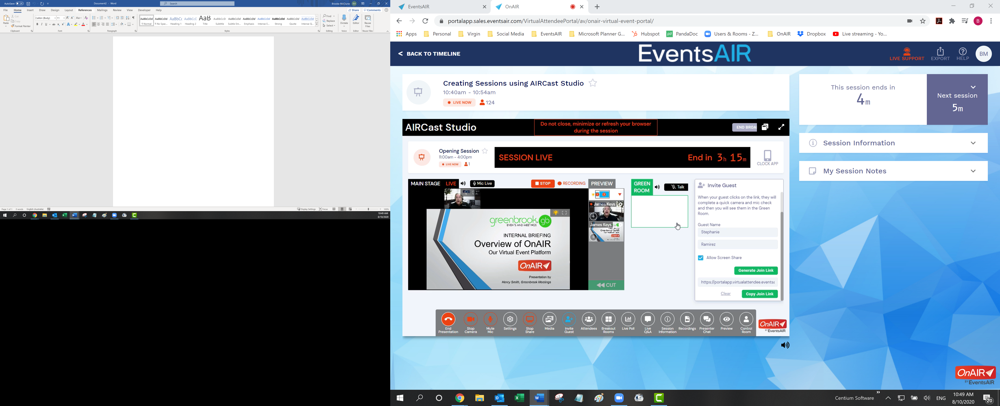 AutoSave Off
Document2 - Word
Search
Brooke McClune BM
File Home Insert Draw Design Layout References Mailings Review View Developer Help
Share Comments
Paste
Cut
Copy
Format Painter
Calibri (Body) 11
AaBbCcDd AaBbCcDd AaBbCc AaBbCcD AaB AaBbCcD AaBbCcDd AaBbCcDd AaBbCcDd AaBbCcDd AaBbCcDd AaBbCcDd
¶ Normal ¶ No Spac... Heading 1 Heading 2 Title Subtitle Subtle Em... Emphasis Intense E... Strong Quote Intense Q...
Find
Replace
Select
Dictate
Editor
Reuse Files
Clipboard Font Paragraph Styles Editing Voice Editor Reuse Files
Page 1 of 1 0 words English (Australia)
Display Settings Focus 100%
10:49 AM
8/10/2020
EventsAIR
OnAIR
portalapp.sales.eventsair.com/VirtualAttendeePortal/av/onair-virtual-event-portal/
B
Apps Personal Virgin Social Media EventsAIR Microsoft Planner G... Hubspot PandaDoc Users & Rooms - Z... OnAIR Dropbox Live streaming - Yo...
< BACK TO TIMELINE
EventsAIR
LIVE SUPPORT EXPORT HELP BM
Creating Sessions using AIRCast Studio
10:40am - 10:54am
LIVE NOW 124
This session ends in
4m
Next session
5m
Session Information
My Session Notes
AIRCast Studio
Do not close, minimize or refresh your browser
during the session
END BROA
Opening Session
11:00am - 4:00pm
LIVE NOW 1
SESSION LIVE
End in 3h 15m
CLOCK APP
MAIN STAGE LIVE
Mic Live
STOP
RECORDING
PREVIEW
greenbrook gb
EVENTS AND MEETINGS
INTERNAL BRIEFING
Overview of OnAIR
Our Virtual Event Platform
OnAIR
Presentation by
Henry Smith, Greenbrook Meetings
1 2
James Keys
James Keys
CUT
GREEN
ROOM
Talk
Invite Guest
When your guest clicks on the link, they will
complete a quick camera and mic check
and then you will see them in the Green
Room.
Guest Name
Stephanie
Ramirez
Allow Screen Share
Generate Join Link
https://portalapp.virtualattendee.eventsa
Clear
Copy Join Link
End Presentation
Stop Camera
Mute Mic
Settings
Stop Share
Media
Invite Guest
Attendees
Breakout Rooms
Live Poll
Live Q&A
Session Information
Recordings
Presenter Chat
Preview
Control Room
OnAIR
BY EventsAIR
OnAIR
BY EventsAIR
Centium Software
ENG
10:49 AM
8/10/2020
20